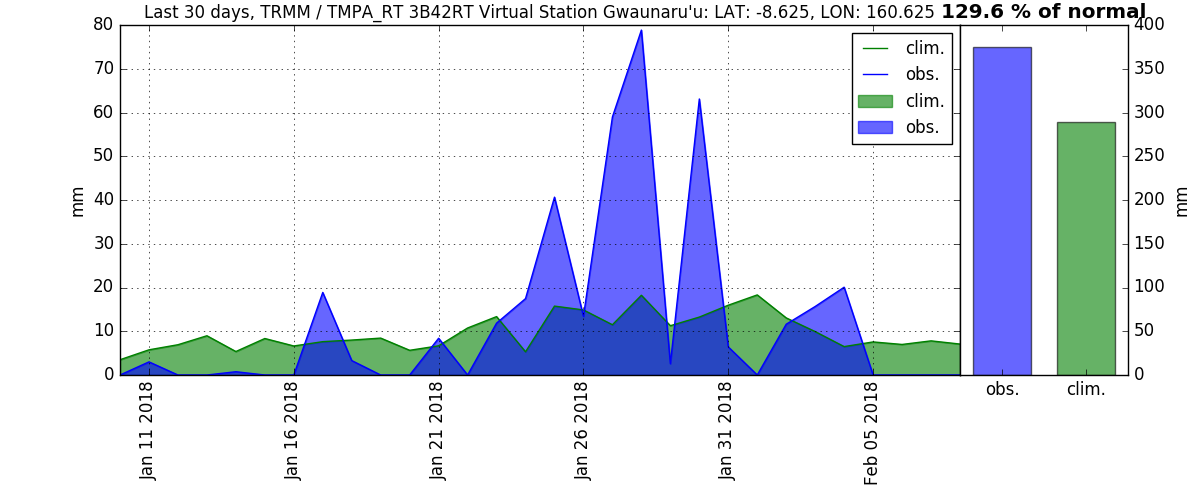 Last 30 days, TRMM / TMPA_RT 3B42RT Virtual Station Gwaunaru'u: LAT: -8.625, LON: 160.625 129.6 % of normal
80
70
60
50
40
30
20
10
0
mm
clim.
obs.
clim.
obs.
Jan 11 2018
Jan 16 2018
Jan 21 2018
Jan 26 2018
Jan 31 2018
Feb 05 2018
400
350
300
250
200
150
100
50
0
mm
obs. clim.